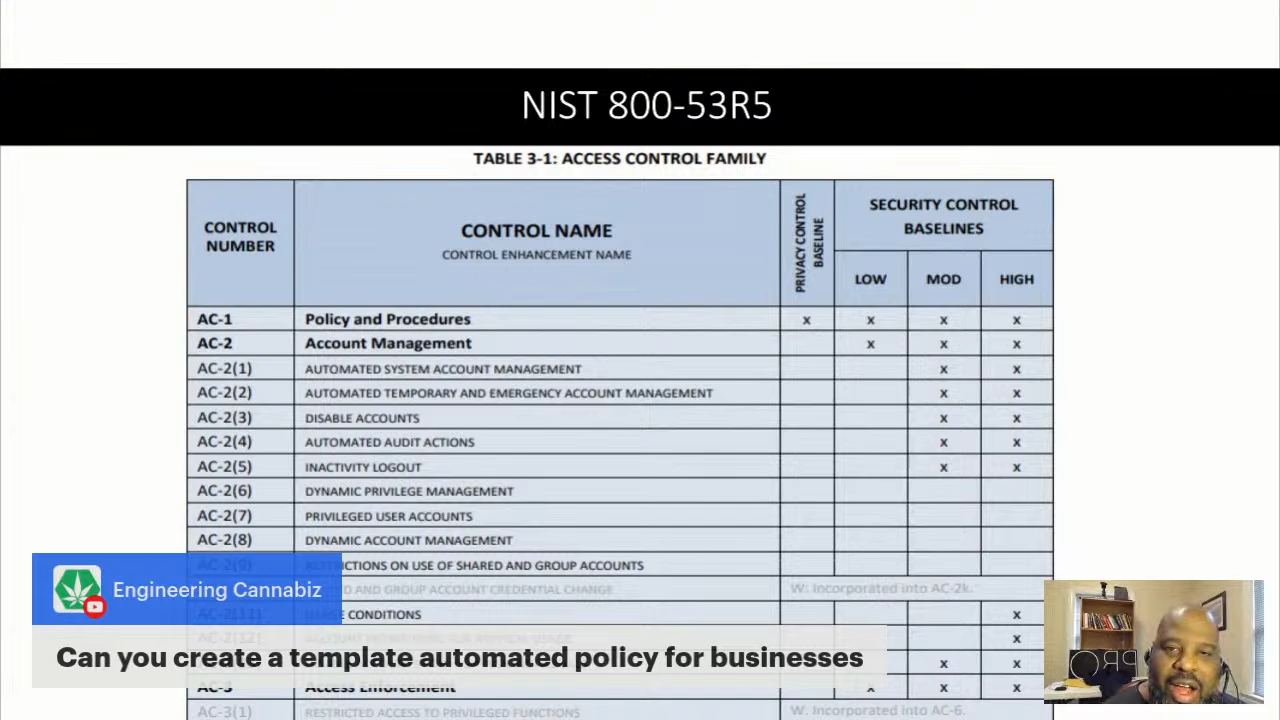 NIST 800-53R5
TABLE 3-1: ACCESS CONTROL FAMILY
CONTROL NUMBER CONTROL NAME CONTROL ENHANCEMENT NAME PRIVACY CONTROL BASELINE SECURITY CONTROL BASELINES
LOW MOD HIGH
AC-1 Policy and Procedures x x x x
AC-2 Account Management x x x
AC-2(1) AUTOMATED SYSTEM ACCOUNT MANAGEMENT x x
AC-2(2) AUTOMATED TEMPORARY AND EMERGENCY ACCOUNT MANAGEMENT x x
AC-2(3) DISABLE ACCOUNTS x x
AC-2(4) AUTOMATED AUDIT ACTIONS x x
AC-2(5) INACTIVITY LOGOUT x x
AC-2(6) DYNAMIC PRIVILEGE MANAGEMENT
AC-2(7) PRIVILEGED USER ACCOUNTS
AC-2(8) DYNAMIC ACCOUNT MANAGEMENT
AC-2(9) ON USE OF SHARED AND GROUP ACCOUNTS
AND GROUP ACCOUNT CREDENTIAL CHANGE W: Incorporated into AC-2k.
Engineering Cannabiz
AC-2(11) CONDITIONS x
x
Can you create a template automated policy for businesses
x x
AC-3 Access Enforcement x x x
AC-3(1) RESTRICTED ACCESS TO PRIVILEGED FUNCTIONS W: Incorporated into AC-6.